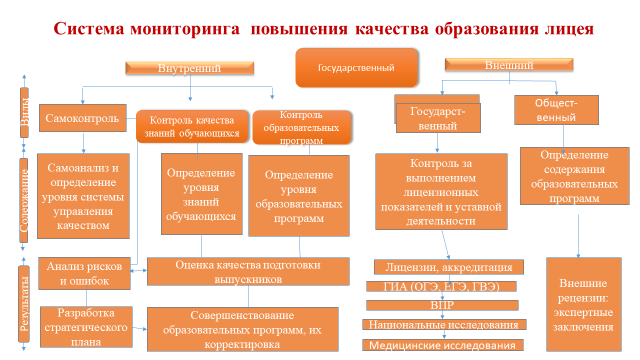 Система мониторинга повышения качества образования лицея
Внутренний
Государственный
Внешний
Виды
Самоконтроль
Контроль качества
знаний обучающихся
Контроль
образовательных
программ
Государст-
венный
Общест-
венный
Содержание
Самоанализ и
определение
уровня системы
управления
качеством
Определение
уровня
знаний
обучающихся
Определение
уровня
образовательных
программ
Контроль за
выполнением
лицензионных
показателей и уставной
деятельности
Определение
содержания
образовательных
программ
Результаты
Анализ рисков
и ошибок
Оценка качества подготовки
выпускников
Разработка
стратегического
плана
Совершенствование
образовательных программ, их
корректировка
Лицензии, аккредитация
ГИА (ОГЭ, ЕГЭ, ГВЭ)
ВПР
Национальные исследования
Медицинские исследования
Внешние
рецензии:
экспертные
заключения